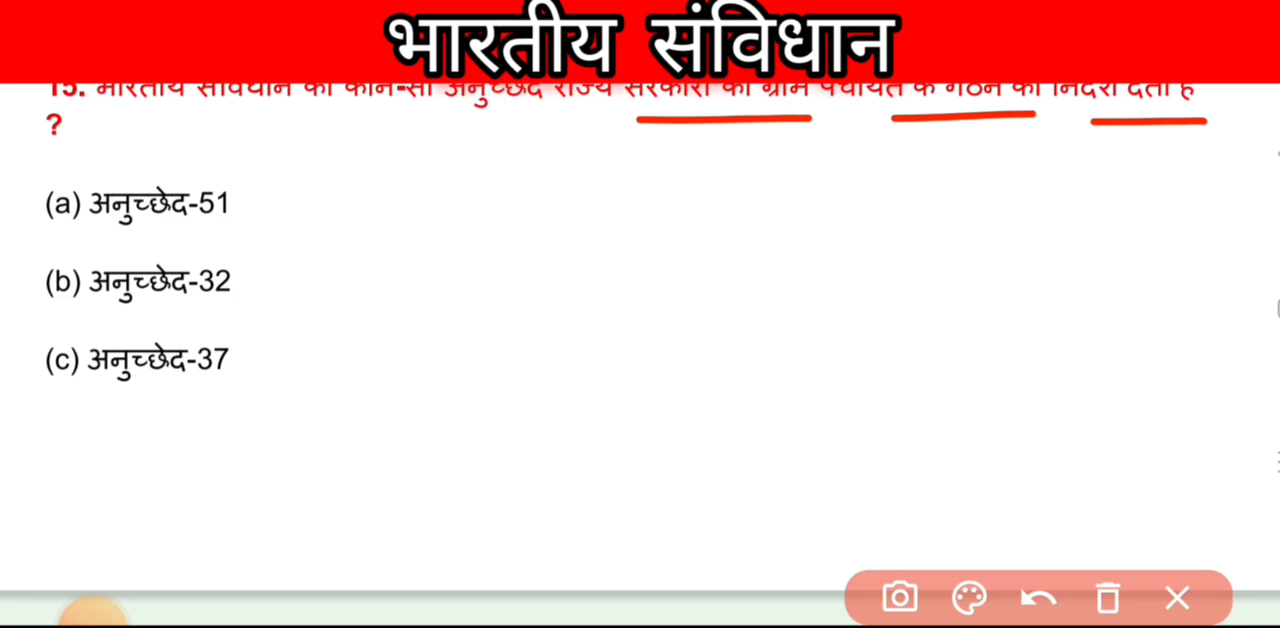 भारतीय संविधान
15. भारतीय संविधान का कौन-सा अनुच्छेद राज्य सरकारों को ग्राम पंचायत के गठन का निर्देश देता है
?
(a) अनुच्छेद-51
(b) अनुच्छेद-32
(c) अनुच्छेद-37